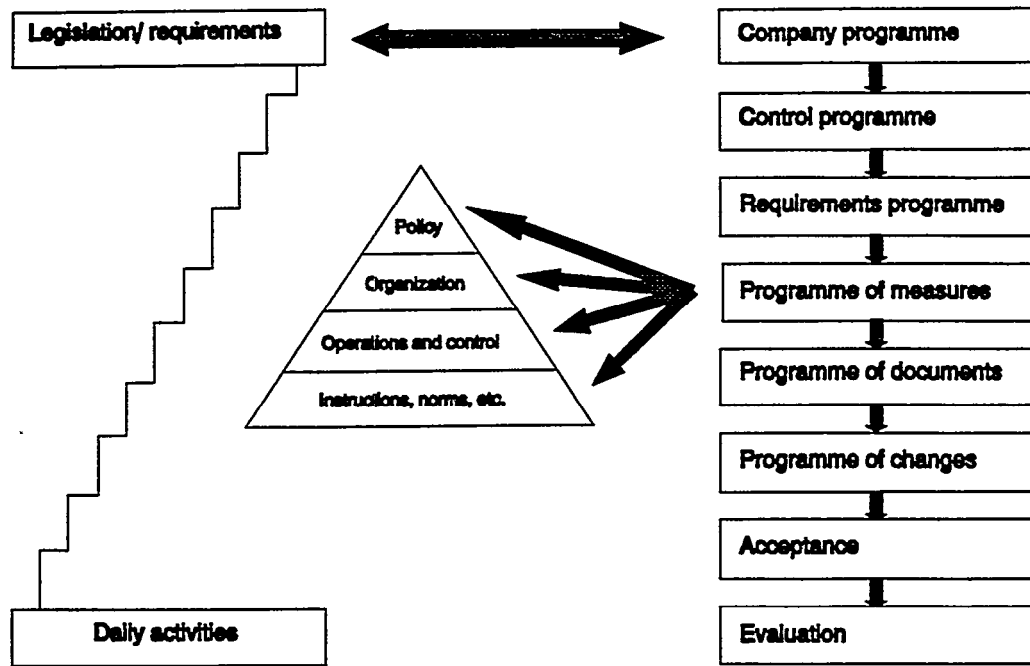 Legislation/ requirements
Company programme
Control programme
Requirements programme
Policy
Organization
Programme of measures
Operations and control
Programme of documents
Instructions, norms, etc.
Programme of changes
Acceptance
Daily activities
Evaluation